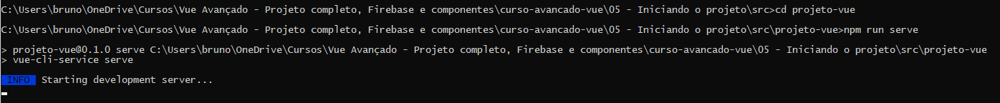 C:\Users\bruno\OneDrive\Cursos\Vue Avançado - Projeto completo, Firebase e componentes\curso-avancado-vue\05 - Iniciando o projeto\src>cd projeto-vue
C:\Users\bruno\OneDrive\Cursos\Vue Avançado - Projeto completo, Firebase e componentes\curso-avancado-vue\05 - Iniciando o projeto\src\projeto-vue>npm run serve
> projeto-vue@0.1.0 serve C:\Users\bruno\OneDrive\Cursos\Vue Avançado - Projeto completo, Firebase e componentes\curso-avancado-vue\05 - Iniciando o projeto\src\projeto-vue
> vue-cli-service serve
INFO Starting development server...